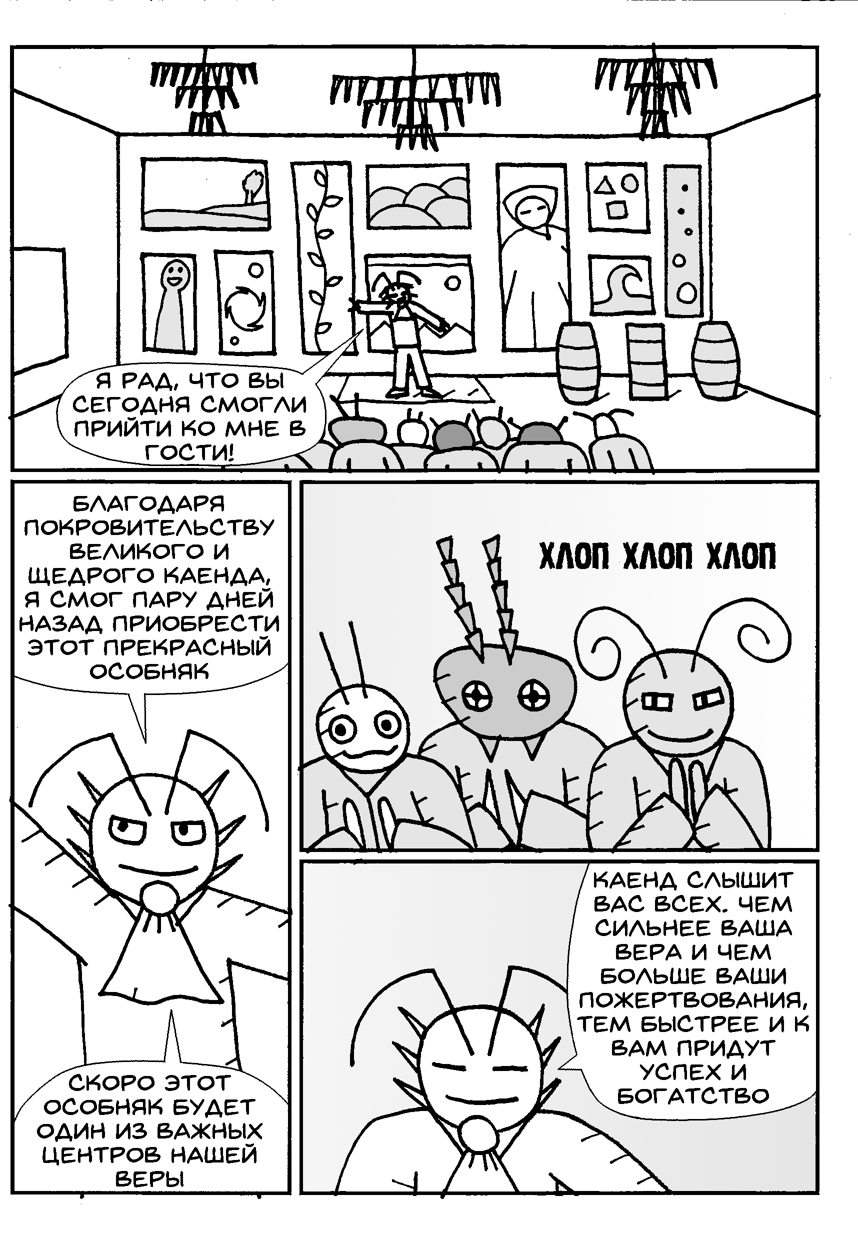 Я РАД, ЧТО ВЫ
СЕГОДНЯ СМОГЛИ
ПРИЙТИ КО МНЕ В
ГОСТИ!
БЛАГОДАРЯ
ПОКРОВИТЕЛЬСТВУ
ВЕЛИКОГО И
ЩЕДРОГО КАЕНДА,
Я СМОГ ПАРУ ДНЕЙ
НАЗАД ПРИОБРЕСТИ
ЭТОТ ПРЕКРАСНЫЙ
ОСОБНЯК
СКОРО ЭТОТ
ОСОБНЯК БУДЕТ
ОДИН ИЗ ВАЖНЫХ
ЦЕНТРОВ НАШЕЙ
ВЕРЫ
ХЛОП ХЛОП ХЛОП
КАЕНД СЛЫШИТ
ВАС ВСЕХ. ЧЕМ
СИЛЬНЕЕ ВАША
ВЕРА И ЧЕМ
БОЛЬШЕ ВАШИ
ПОЖЕРТВОВАНИЯ,
ТЕМ БЫСТРЕЕ И К
ВАМ ПРИДУТ
УСПЕХ И
БОГАТСТВО